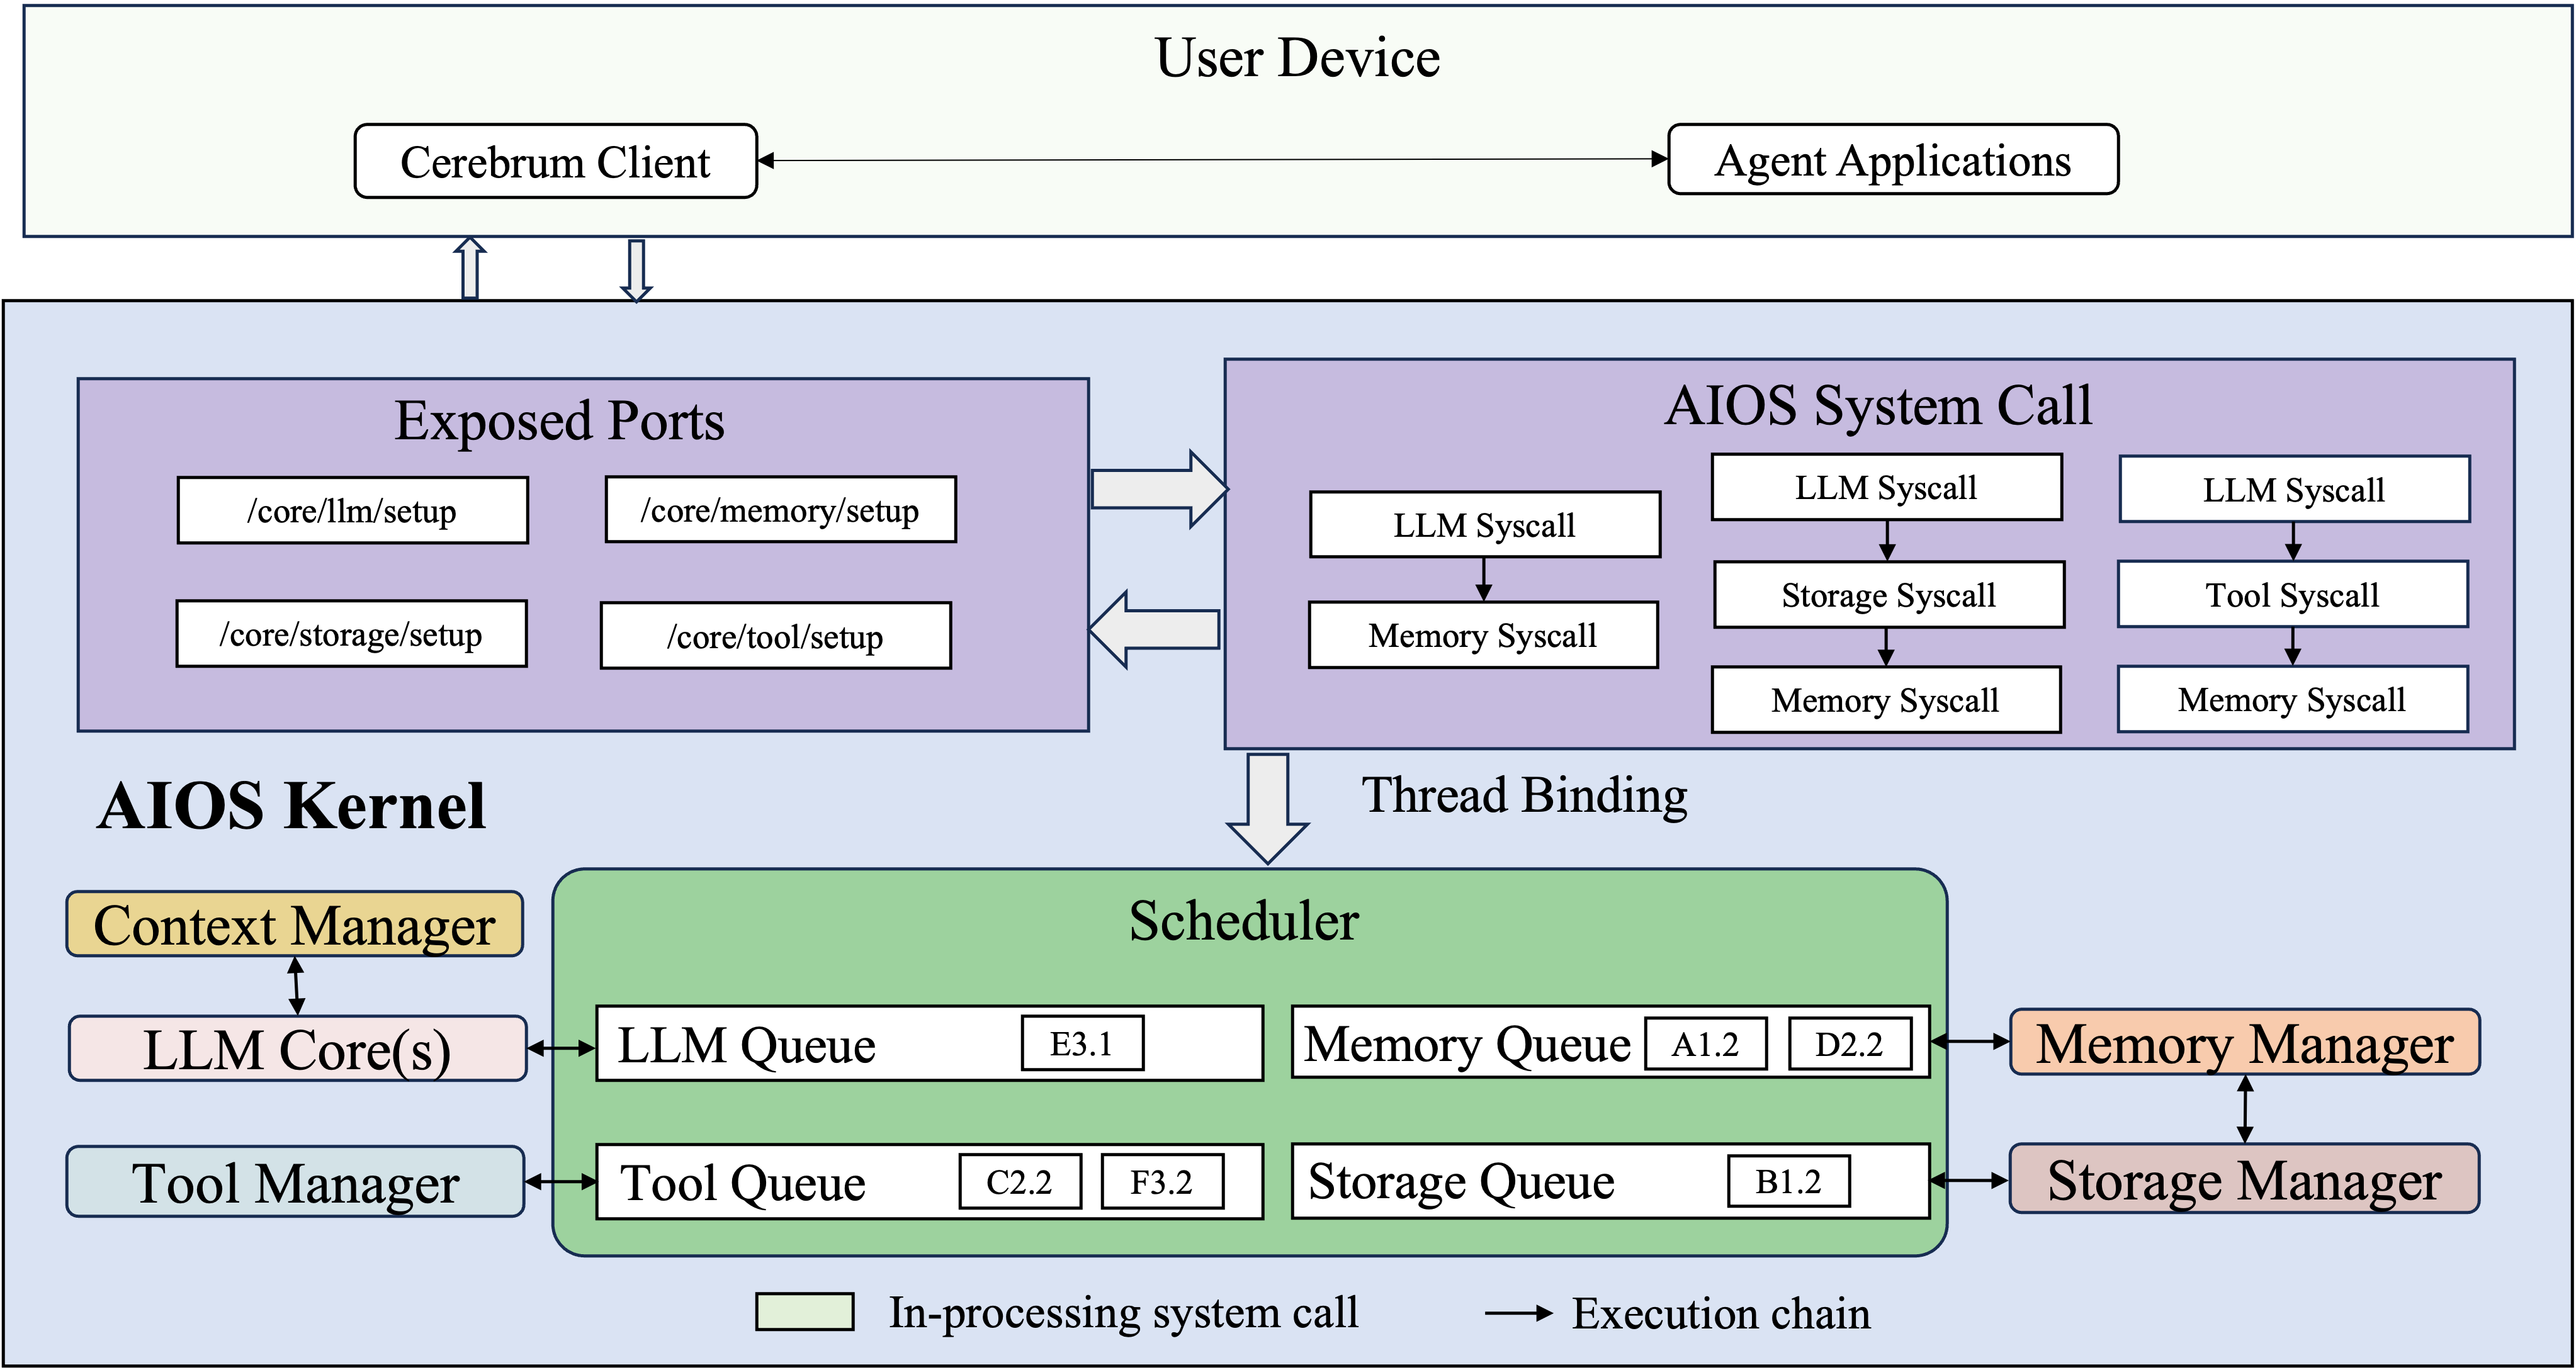 User Device
Cerebrum Client
Agent Applications
Exposed Ports
/core/llm/setup
/core/memory/setup
/core/storage/setup
/core/tool/setup
AIOS System Call
LLM Syscall
Memory Syscall
LLM Syscall
Storage Syscall
Memory Syscall
LLM Syscall
Tool Syscall
Memory Syscall
Thread Binding
AIOS Kernel
Context Manager
LLM Core(s)
Tool Manager
Scheduler
LLM Queue E3.1
Memory Queue A1.2 D2.2
Tool Queue C2.2 F3.2
Storage Queue B1.2
Memory Manager
Storage Manager
In-processing system call
Execution chain